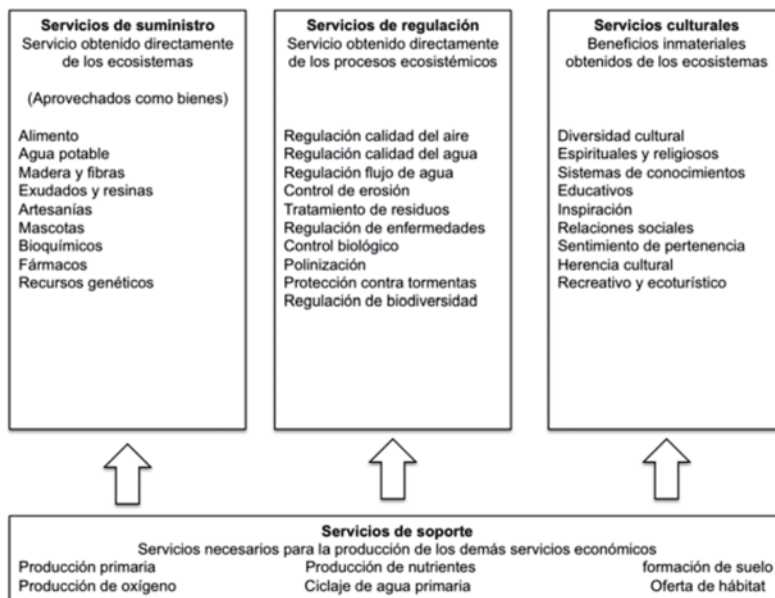 Servicios de suministro
Servicio obtenido directamente
de los ecosistemas
(Aprovechados como bienes)
Alimento
Agua potable
Madera y fibras
Exudados y resinas
Artesanías
Mascotas
Bioquímicos
Fármacos
Recursos genéticos
Servicios de regulación
Servicio obtenido directamente
de los procesos ecosistémicos
Regulación calidad del aire
Regulación calidad del agua
Regulación flujo de agua
Control de erosión
Tratamiento de residuos
Regulación de enfermedades
Control biológico
Polinización
Protección contra tormentas
Regulación de biodiversidad
Servicios culturales
Beneficios inmateriales
obtenidos de los ecosistemas
Diversidad cultural
Espirituales y religiosos
Sistemas de conocimientos
Educativos
Inspiración
Relaciones sociales
Sentimiento de pertenencia
Herencia cultural
Recreativo y ecoturístico
Servicios de soporte
Servicios necesarios para la producción de los demás servicios económicos
Producción primaria Producción de nutrientes formación de suelo
Producción de oxígeno Ciclaje de agua primaria Oferta de hábitat